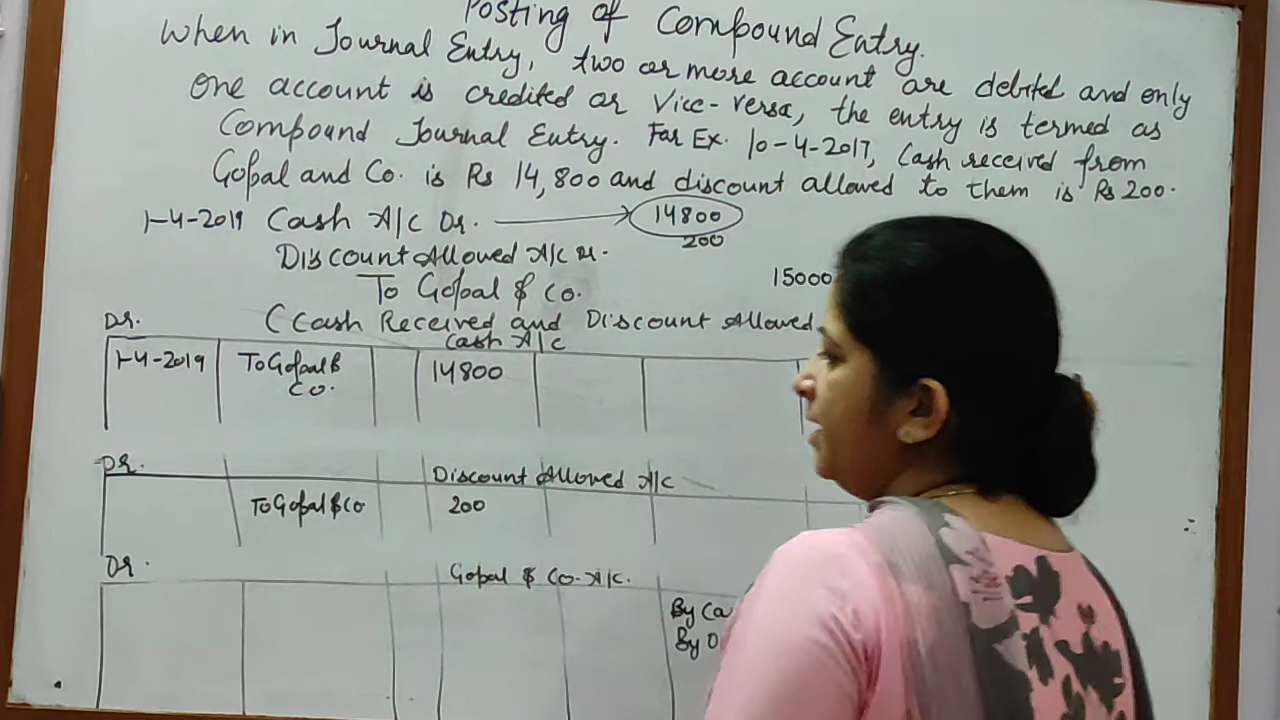 Posting of Compound Entry.
When in Journal Entry, two or more account are debited and only
one account is credited or Vice-versa, the entry is termed as
Compound Journal Entry. For Ex. 10-4-2017, Cash received from
Gopal and Co. is Rs 14,800 and discount allowed to them is Rs 200.
1-4-2019 Cash A/c Dr. 14800
Discount Allowed A/c Dr. 200
To Gopal & Co. 15000
(Cash Received and Discount Allowed
Dr. Cash A/c
1-4-2019 To Gopal & Co. 14800
Dr. Discount Allowed A/c
To Gopal & Co 200
Dr. Gopal & Co. A/c.
By Ca
By D